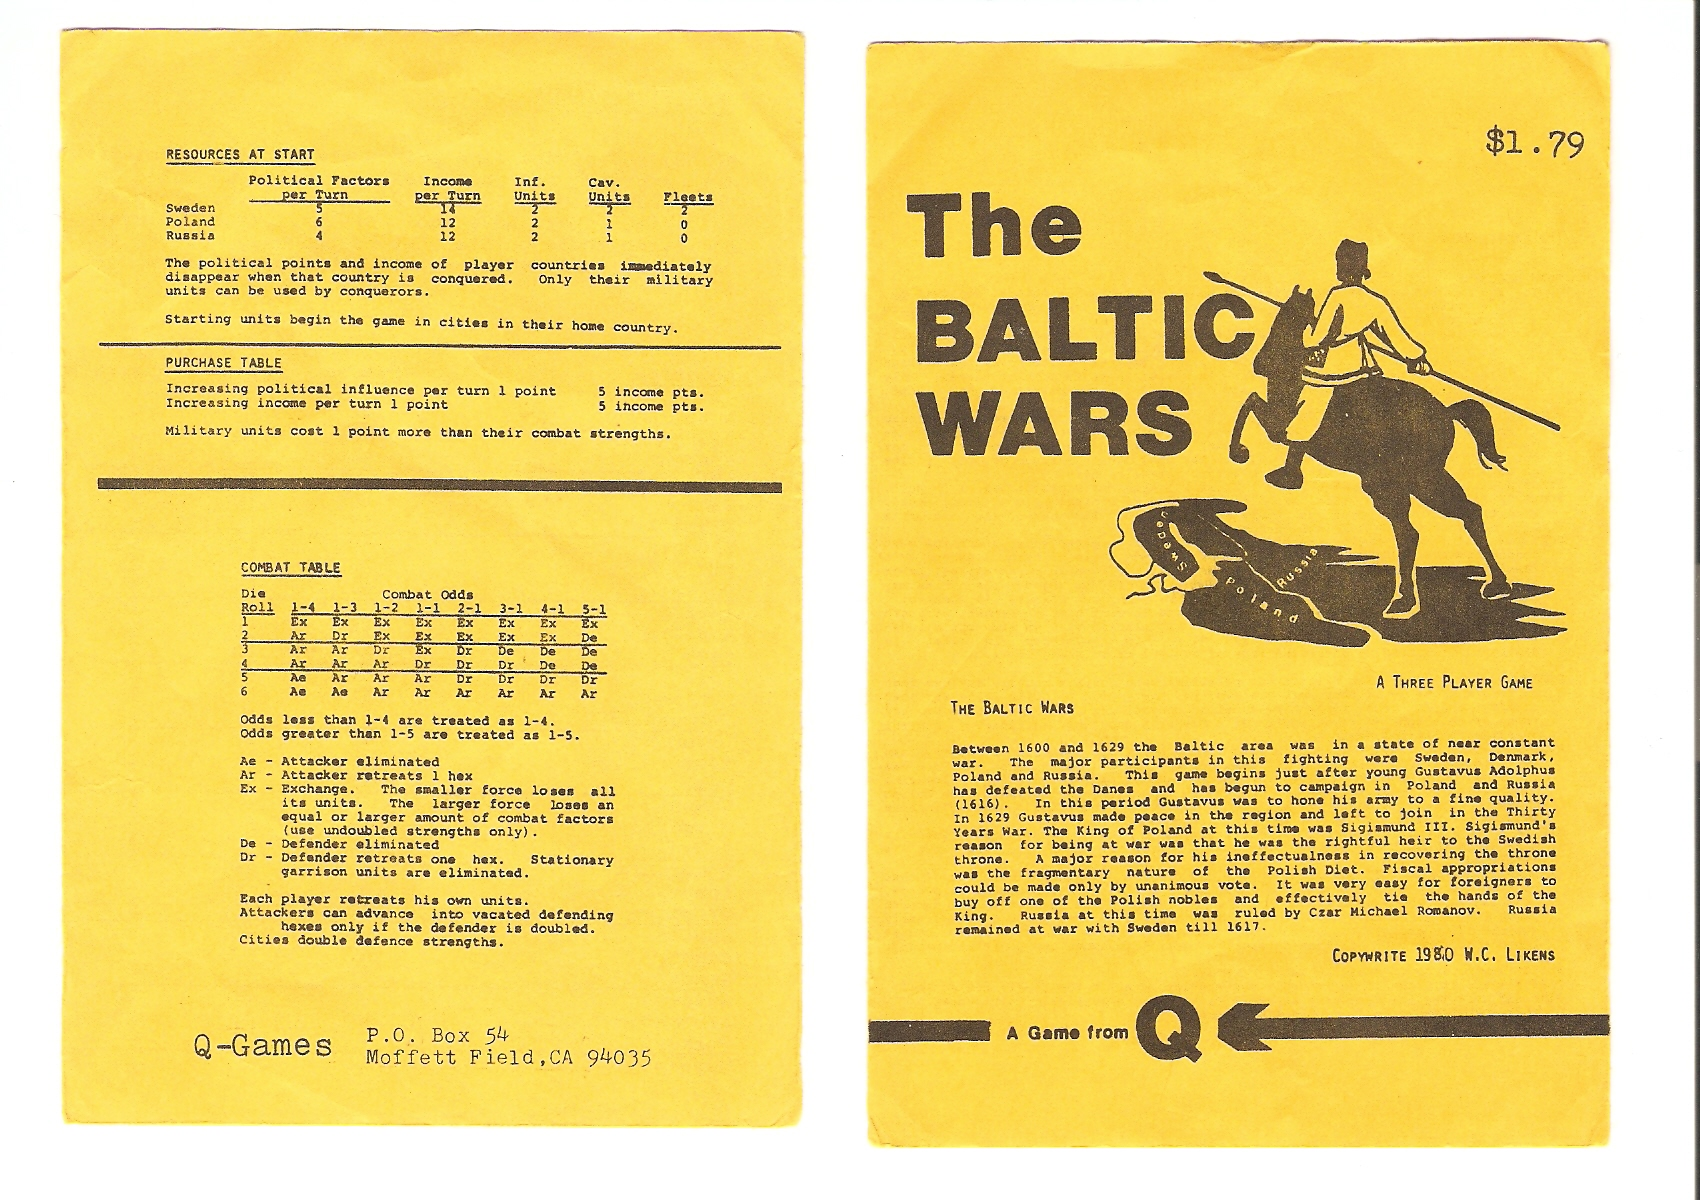 RESOURCES AT START
Political Factors Income Inf. Cav.
per Turn per Turn Units Units Fleets
Sweden 5 14 2 2 2
Poland 6 12 2 1 0
Russia 4 12 2 1 0
The political points and income of player countries immediately
disappear when that country is conquered. Only their military
units can be used by conquerors.
Starting units begin the game in cities in their home country.
PURCHASE TABLE
Increasing political influence per turn 1 point 5 income pts.
Increasing income per turn 1 point 5 income pts.
Military units cost 1 point more than their combat strengths.
COMBAT TABLE
Die Combat Odds
Roll 1-4 1-3 1-2 1-1 2-1 3-1 4-1 5-1
1 Ex Ex Ex Ex Ex Ex Ex Ex
2 Ar Dr Ex Ex Ex Ex Ex De
3 Ar Ar Dr Ex Dr De De De
4 Ar Ar Ar Dr Dr Dr De De
5 Ae Ar Ar Ar Dr Dr Dr Dr
6 Ae Ae Ar Ar Ar Ar Ar Ar
Odds less than 1-4 are treated as 1-4.
Odds greater than 1-5 are treated as 1-5.
Ae - Attacker eliminated
Ar - Attacker retreats 1 hex
Ex - Exchange. The smaller force loses all
its units. The larger force loses an
equal or larger amount of combat factors
(use undoubled strengths only).
De - Defender eliminated
Dr - Defender retreats one hex. Stationary
garrison units are eliminated.
Each player retreats his own units.
Attackers can advance into vacated defending
hexes only if the defender is doubled.
Cities double defence strengths.
Q-Games P.O. Box 54
Moffett Field,CA 94035
$1.79
The
BALTIC
WARS
Sweden
Poland
Russia
A THREE PLAYER GAME
THE BALTIC WARS
Between 1600 and 1629 the Baltic area was in a state of near constant
war. The major participants in this fighting were Sweden, Denmark,
Poland and Russia. This game begins just after young Gustavus Adolphus
has defeated the Danes and has begun to campaign in Poland and Russia
(1616). In this period Gustavus was to hone his army to a fine quality.
In 1629 Gustavus made peace in the region and left to join in the Thirty
Years War. The King of Poland at this time was Sigismund III. Sigismund's
reason for being at war was that he was the rightful heir to the Swedish
throne. A major reason for his ineffectualness in recovering the throne
was the fragmentary nature of the Polish Diet. Fiscal appropriations
could be made only by unanimous vote. It was very easy for foreigners to
buy off one of the Polish nobles and effectively tie the hands of the
King. Russia at this time was ruled by Czar Michael Romanov. Russia
remained at war with Sweden till 1617.
COPYWRITE 1980 W.C. LIKENS
A Game from Q